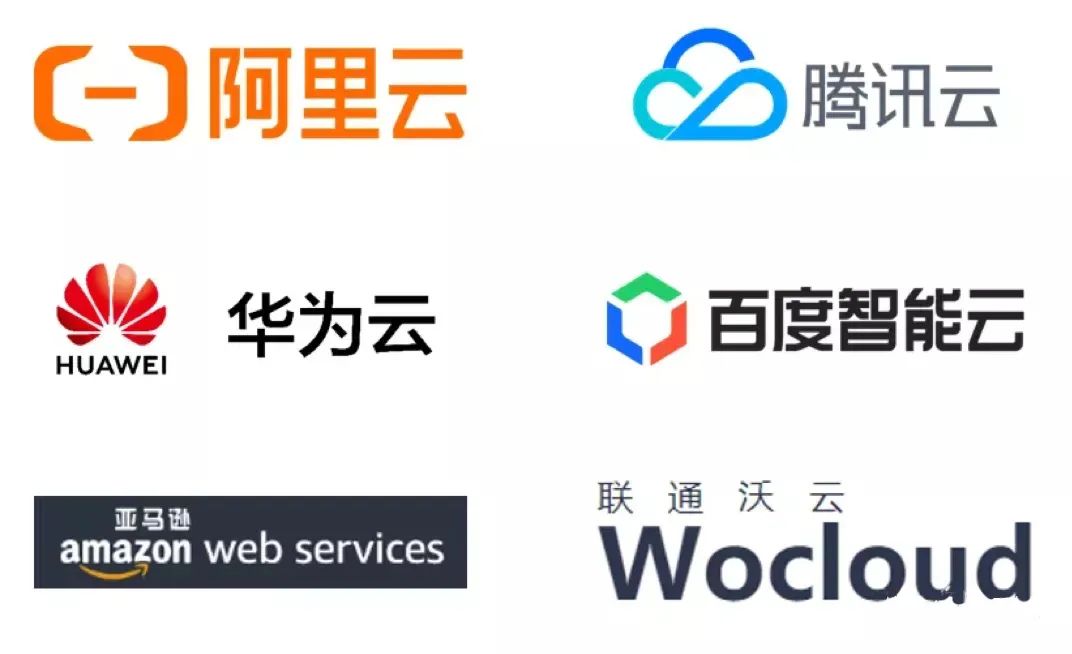 阿里云
腾讯云
HUAWEI
华为云
百度智能云
亚马逊
amazon web services
联通沃云
Wocloud